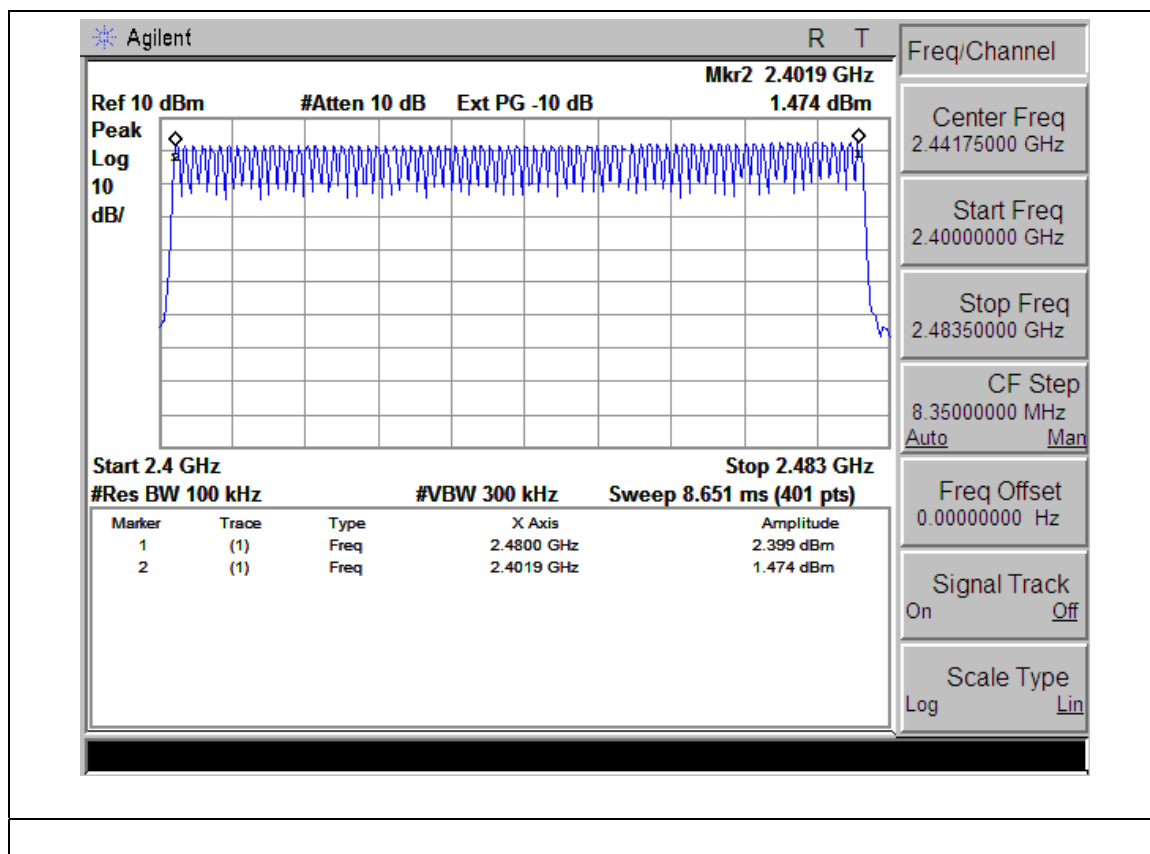 Agilent R T
Mkr2 2.4019 GHz
Ref 10 dBm #Atten 10 dB Ext PG -10 dB 1.474 dBm
Peak
Log
10
dB/
2
1
Start 2.4 GHz Stop 2.483 GHz
#Res BW 100 kHz #VBW 300 kHz Sweep 8.651 ms (401 pts)
Marker Trace Type X Axis Amplitude
1 (1) Freq 2.4800 GHz 2.399 dBm
2 (1) Freq 2.4019 GHz 1.474 dBm
Freq/Channel
Center Freq
2.44175000 GHz
Start Freq
2.40000000 GHz
Stop Freq
2.48350000 GHz
CF Step
8.35000000 MHz
Auto Man
Freq Offset
0.00000000 Hz
Signal Track
On Off
Scale Type
Log Lin